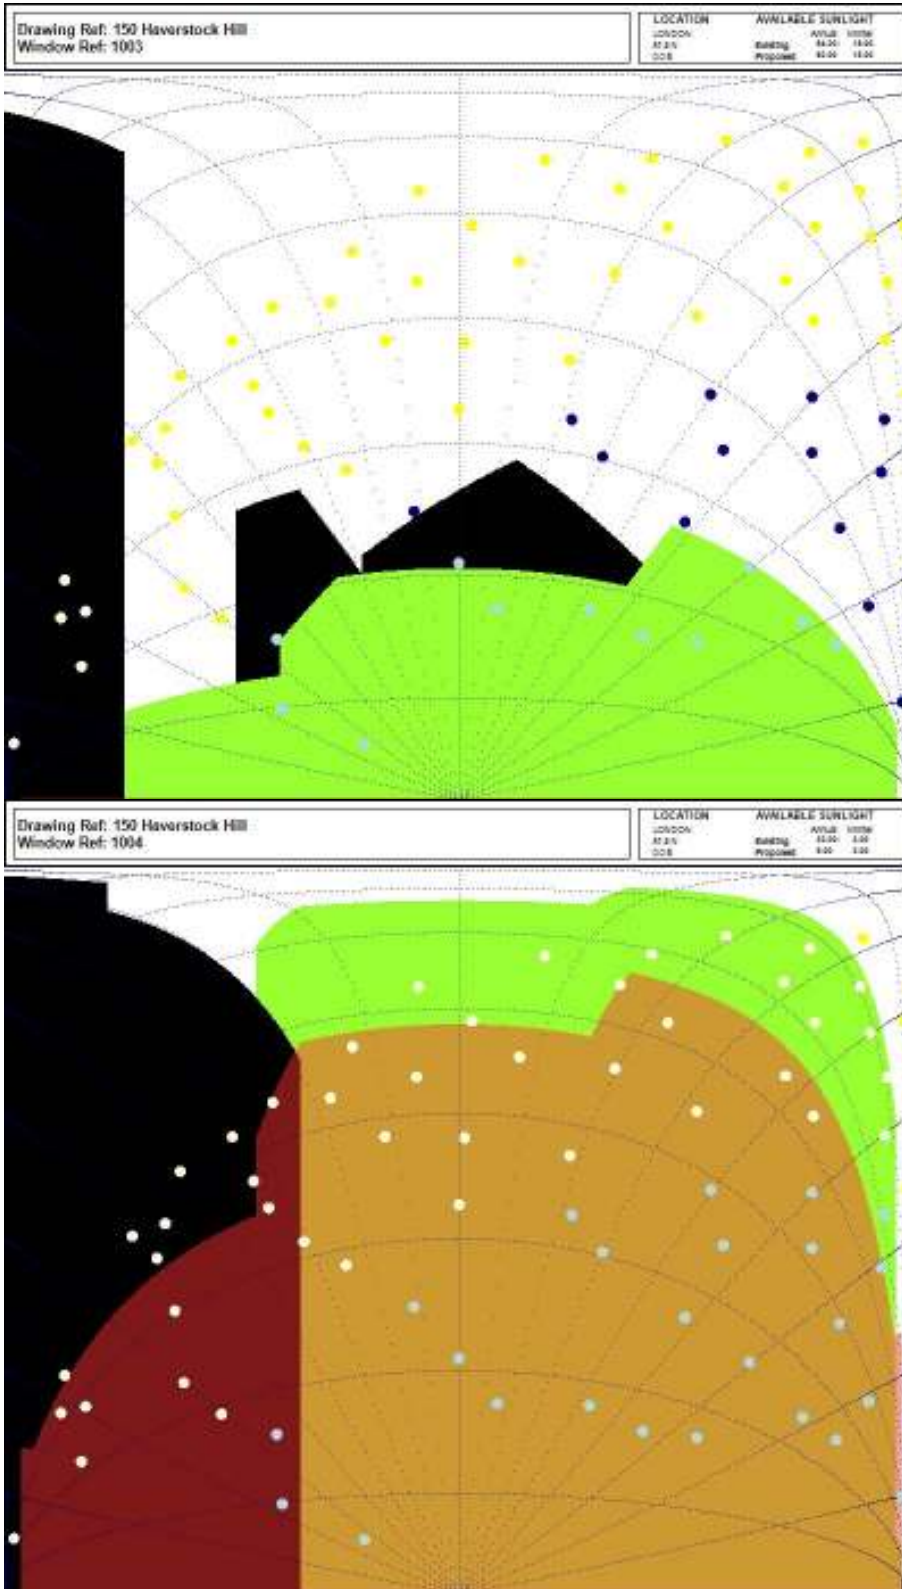 Drawing Ref: 150 Haverstock Hill
Window Ref: 1003
LOCATION AVAILABLE SUNLIGHT
LONDON
Existing
Proposed
Drawing Ref: 150 Haverstock Hill
Window Ref: 1004
LOCATION AVAILABLE SUNLIGHT
LONDON
Existing
Proposed